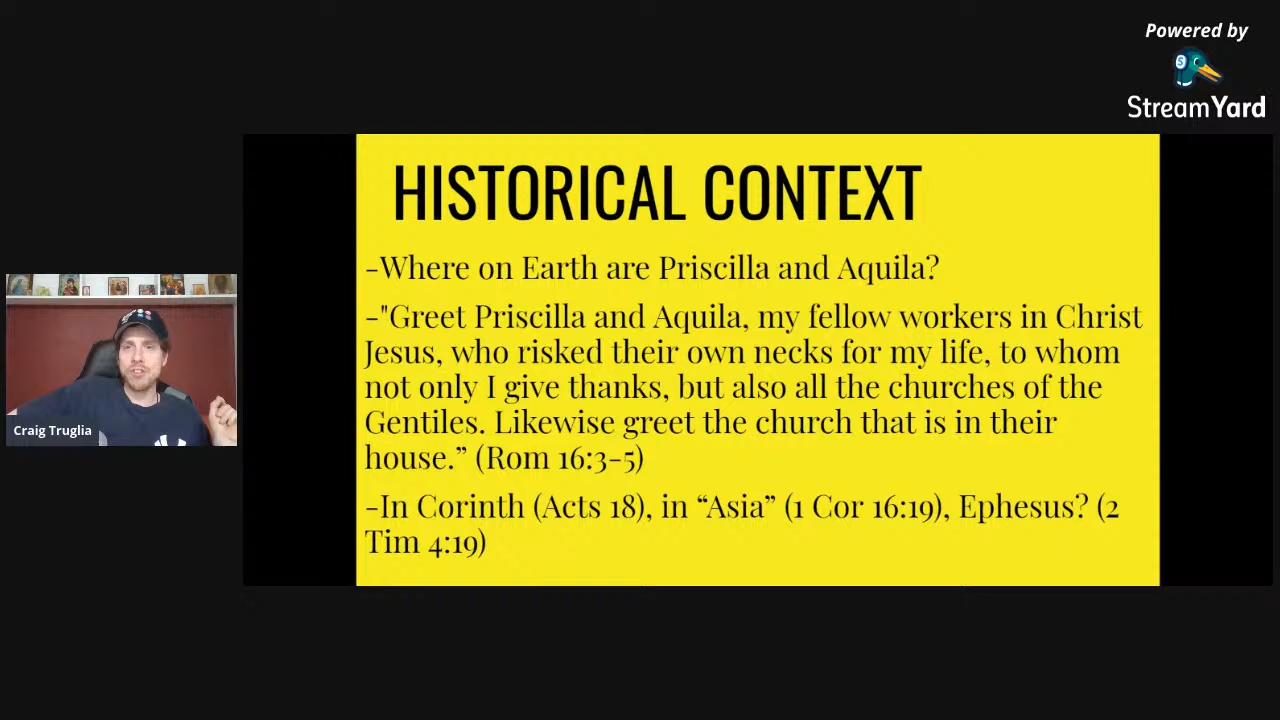 Powered by
StreamYard
HISTORICAL CONTEXT
-Where on Earth are Priscilla and Aquila?
-"Greet Priscilla and Aquila, my fellow workers in Christ
Jesus, who risked their own necks for my life, to whom
not only I give thanks, but also all the churches of the
Gentiles. Likewise greet the church that is in their
house.” (Rom 16:3-5)
-In Corinth (Acts 18), in “Asia” (1 Cor 16:19), Ephesus? (2
Tim 4:19)
Craig Truglia